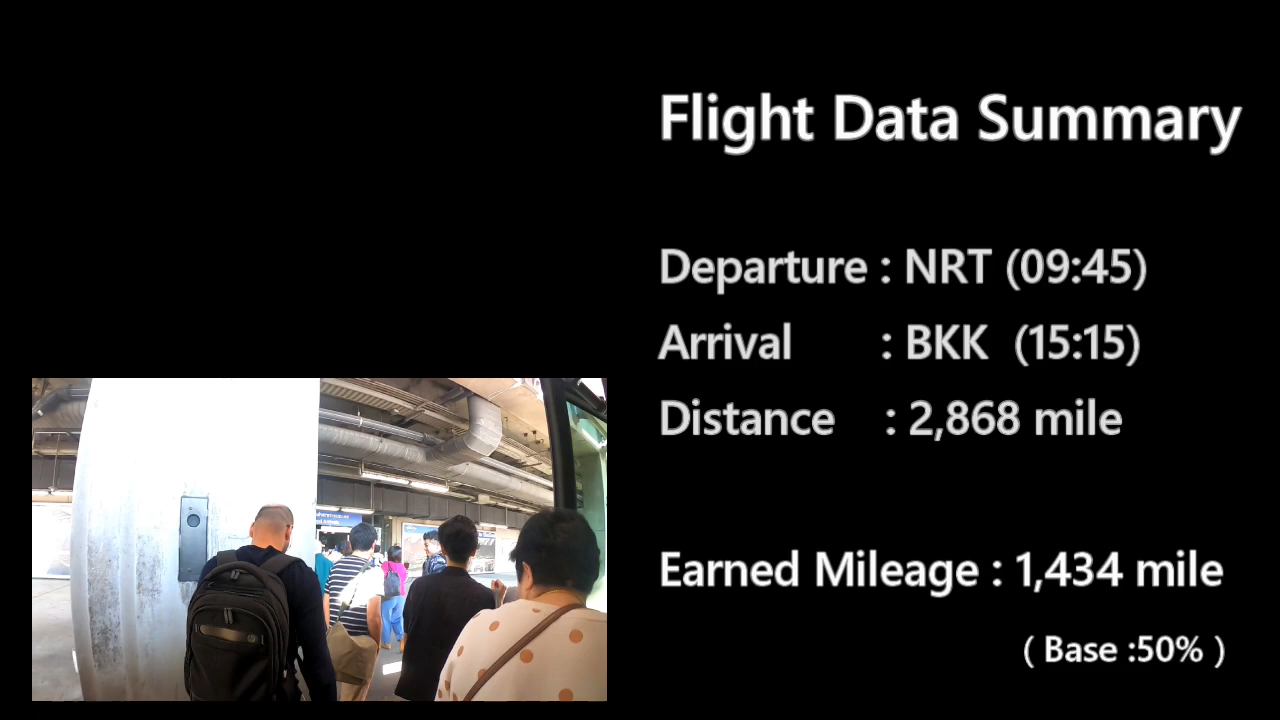 Flight Data Summary
Departure : NRT (09:45)
Arrival : BKK (15:15)
Distance : 2,868 mile
Earned Mileage : 1,434 mile
( Base :50% )